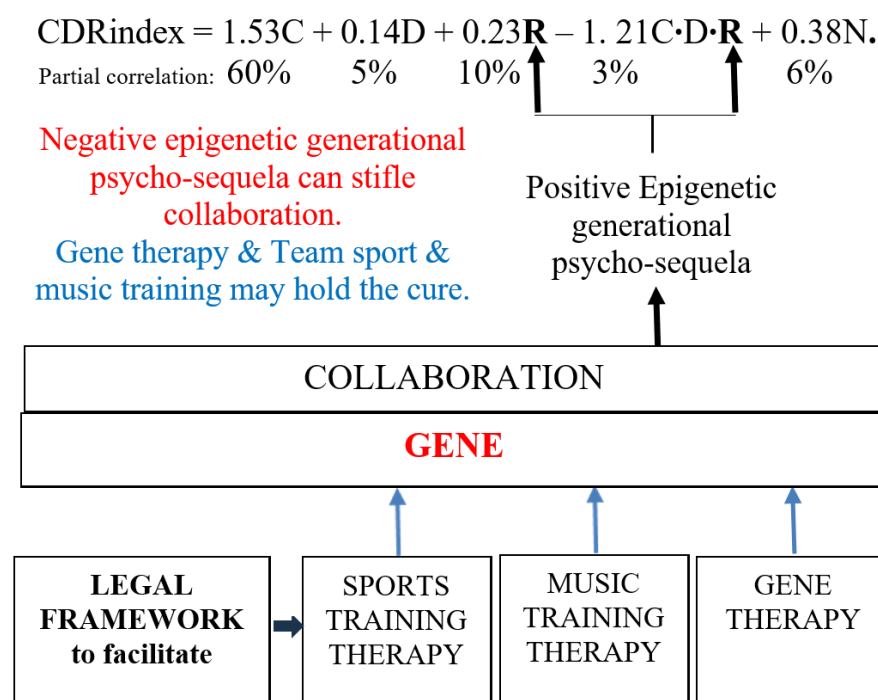 CDRindex = 1.53C + 0.14D + 0.23R – 1. 21C·D·R + 0.38N.
Partial correlation: 60% 5% 10% 3% 6%
Negative epigenetic generational
psycho-sequela can stifle
collaboration.
Gene therapy & Team sport &
music training may hold the cure.
Positive Epigenetic
generational
psycho-sequela
COLLABORATION
GENE
LEGAL
FRAMEWORK
to facilitate
SPORTS
TRAINING
THERAPY
MUSIC
TRAINING
THERAPY
GENE
THERAPY